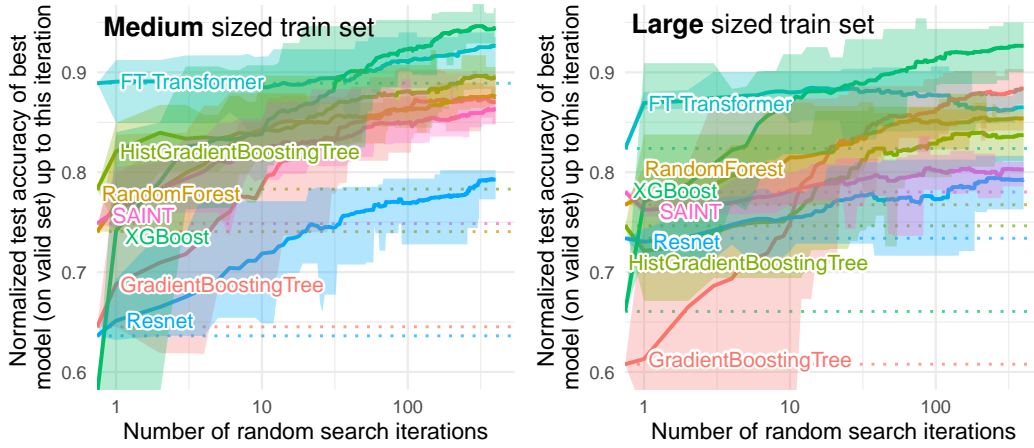 Medium sized train set
Normalized test accuracy of best
model (on valid set) up to this iteration
0.9
0.8
0.7
0.6
FT Transformer
HistGradientBoostingTree
RandomForest
SAINT
XGBoost
GradientBoostingTree
Resnet
1
10
100
Number of random search iterations
Large sized train set
Normalized test accuracy of best
model (on valid set) up to this iteration
0.9
0.8
0.7
0.6
FT Transformer
RandomForest
XGBoost
SAINT
Resnet
HistGradientBoostingTree
GradientBoostingTree
1
10
100
Number of random search iterations